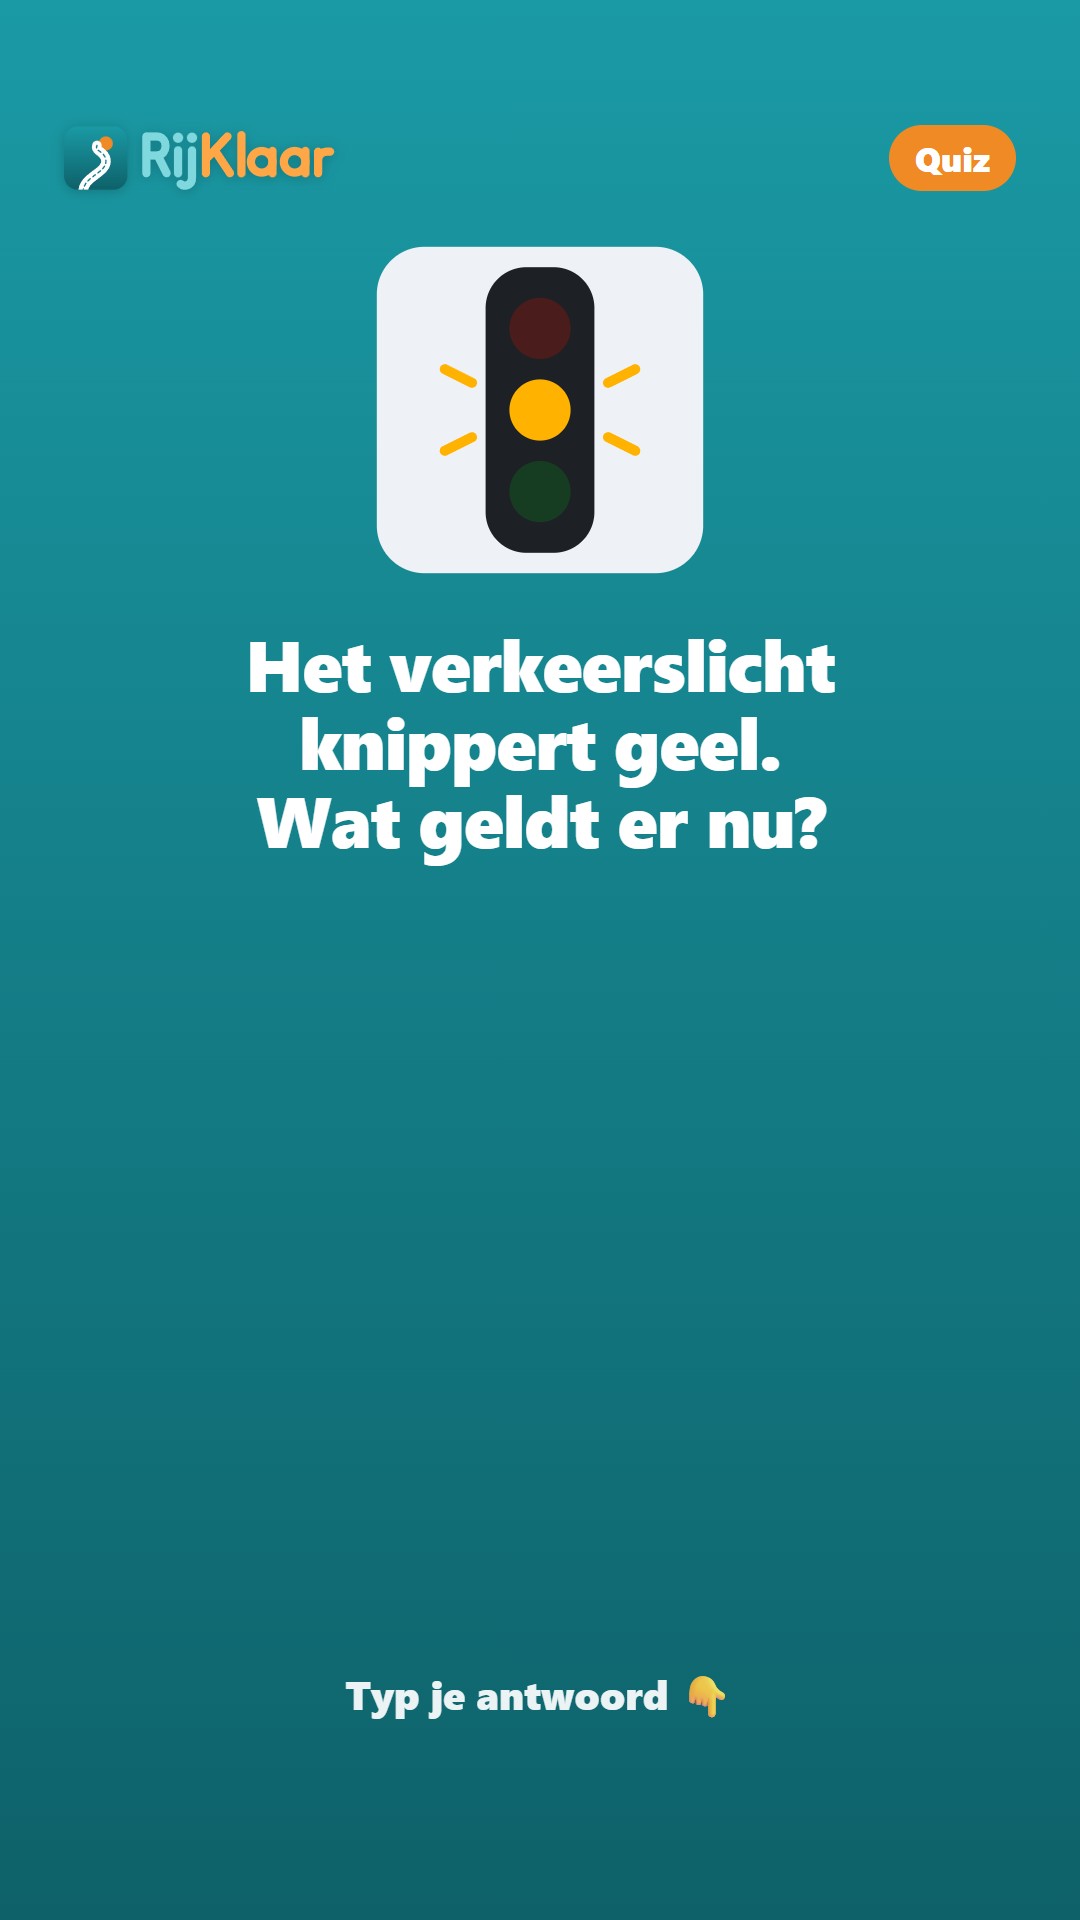 RijKlaar
Quiz
Het verkeerslicht
knippert geel.
Wat geldt er nu?
Typ je antwoord 👇